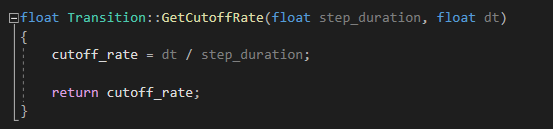 float Transition::GetCutoffRate(float step_duration, float dt)
{
cutoff_rate = dt / step_duration;
return cutoff_rate;
}